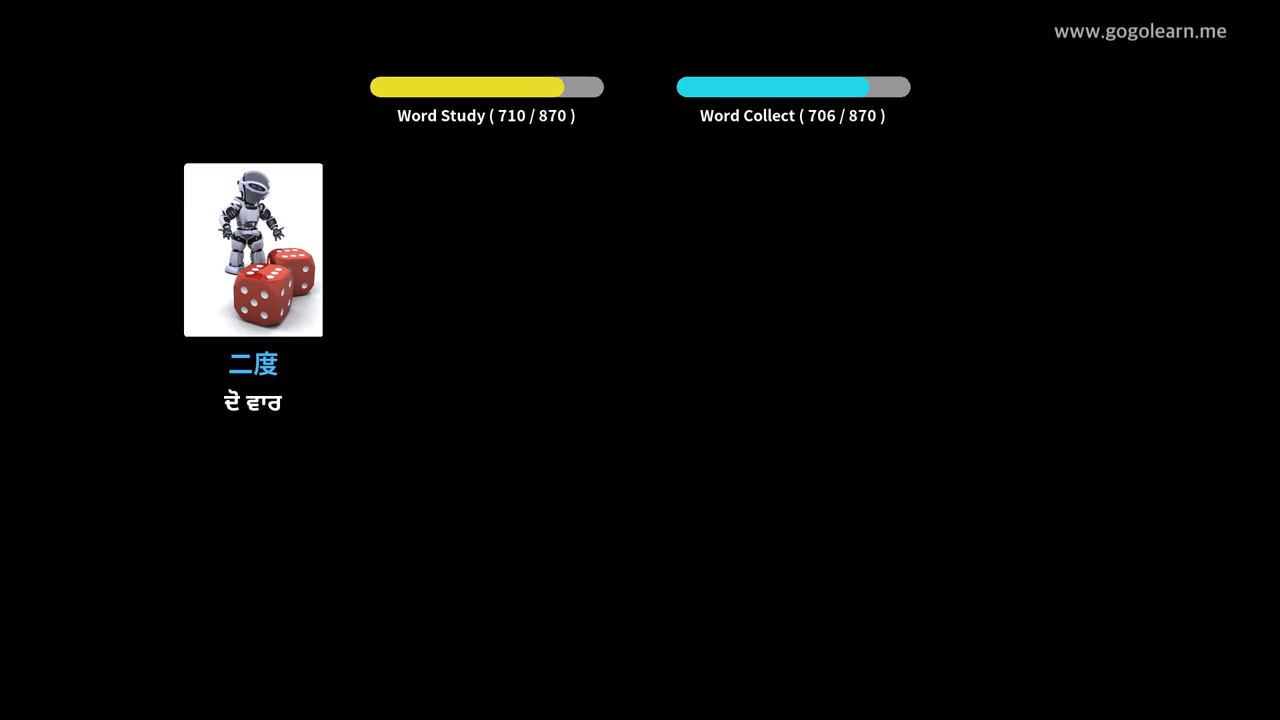 www.gogolearn.me
Word Study ( 710 / 870 )
Word Collect ( 706 / 870 )
二度
ਦੋ ਵਾਰ